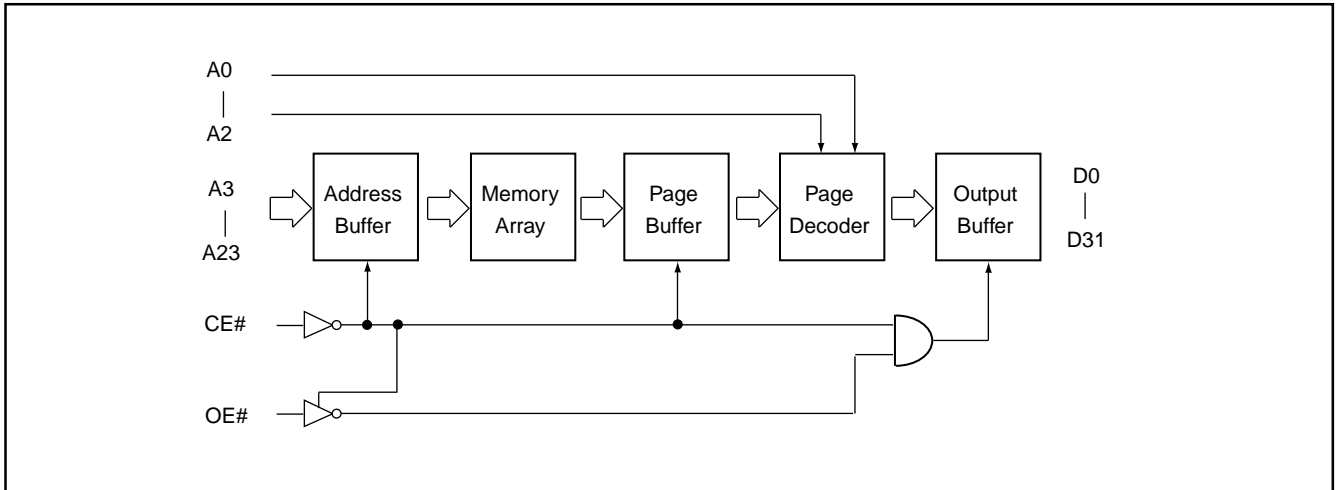 A0
A2
A3
A23
Address
Buffer
Memory
Array
Page
Buffer
Page
Decoder
Output
Buffer
D0
D31
CE#
OE#